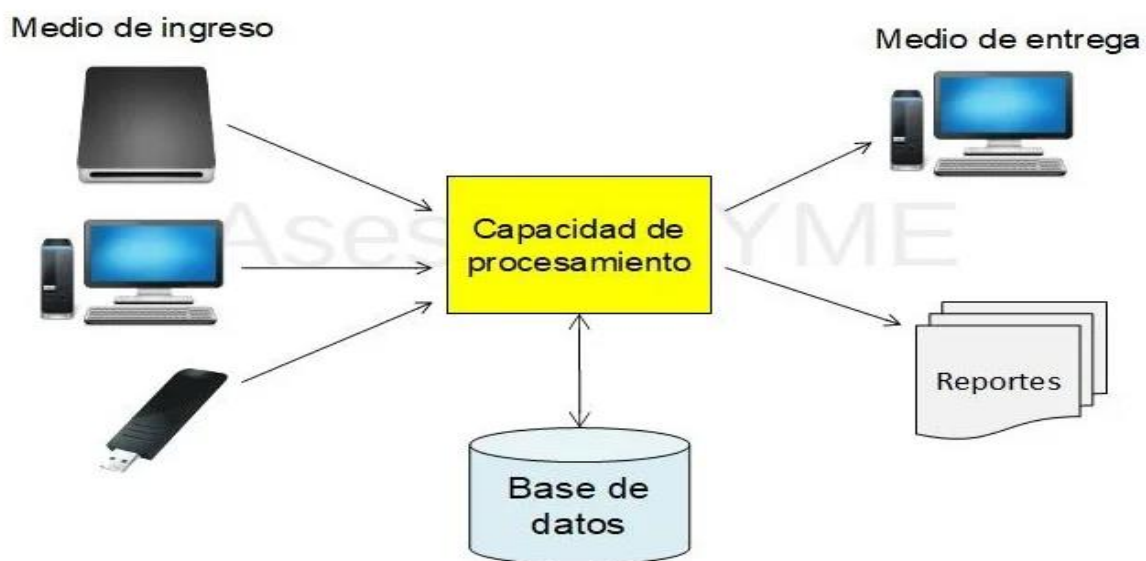 Medio de ingreso
Medio de entrega
Capacidad de
procesamiento
Reportes
Base de
datos